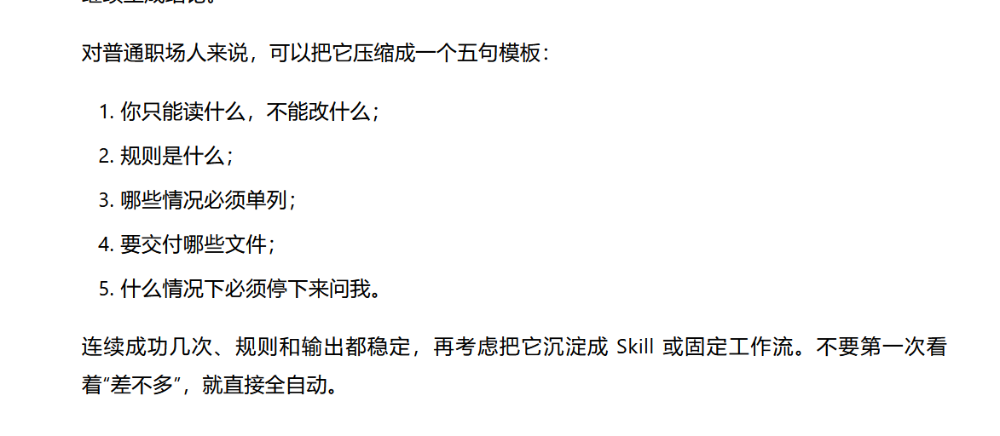 继续生成结论。
对普通职场人来说，可以把它压缩成一个五句模板：
1. 你只能读什么，不能改什么；
2. 规则是什么；
3. 哪些情况必须单列；
4. 要交付哪些文件；
5. 什么情况下必须停下来问我。
连续成功几次、规则和输出都稳定，再考虑把它沉淀成 Skill 或固定工作流。不要第一次看
着“差不多”，就直接全自动。